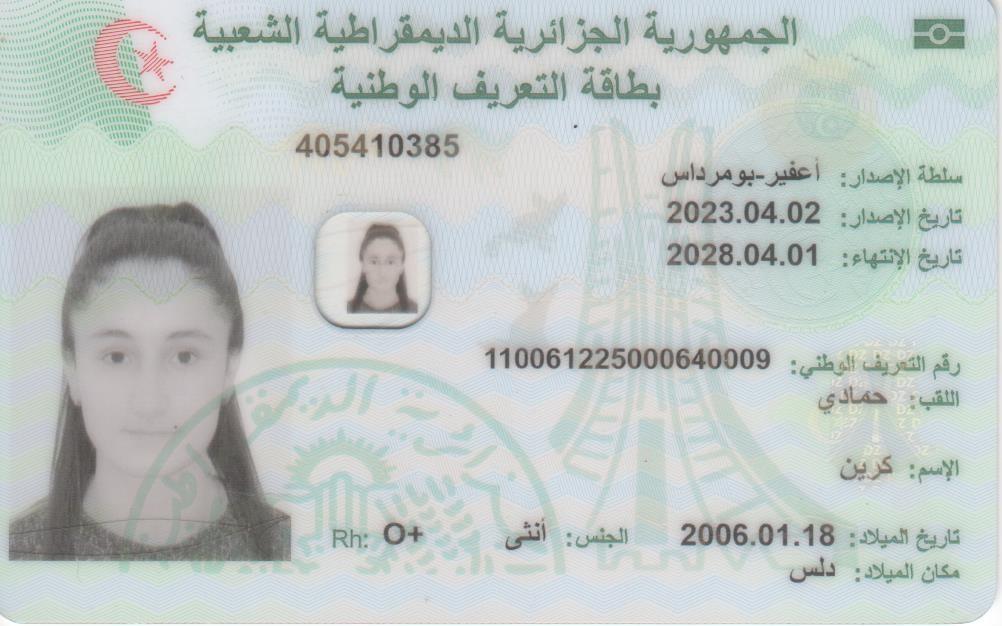 الجمهورية الجزائرية الديمقراطية الشعبية
بطاقة التعريف الوطنية
405410385
سلطة الإصدار: أعفير-بومرداس
تاريخ الإصدار: 2023.04.02
تاريخ الإنتهاء: 2028.04.01
رقم التعريف الوطني: 110061225000640009
اللقب: حمادي
الإسم: كرين
تاريخ الميلاد: 2006.01.18 الجنس: أنثى Rh: O+
مكان الميلاد: دلس